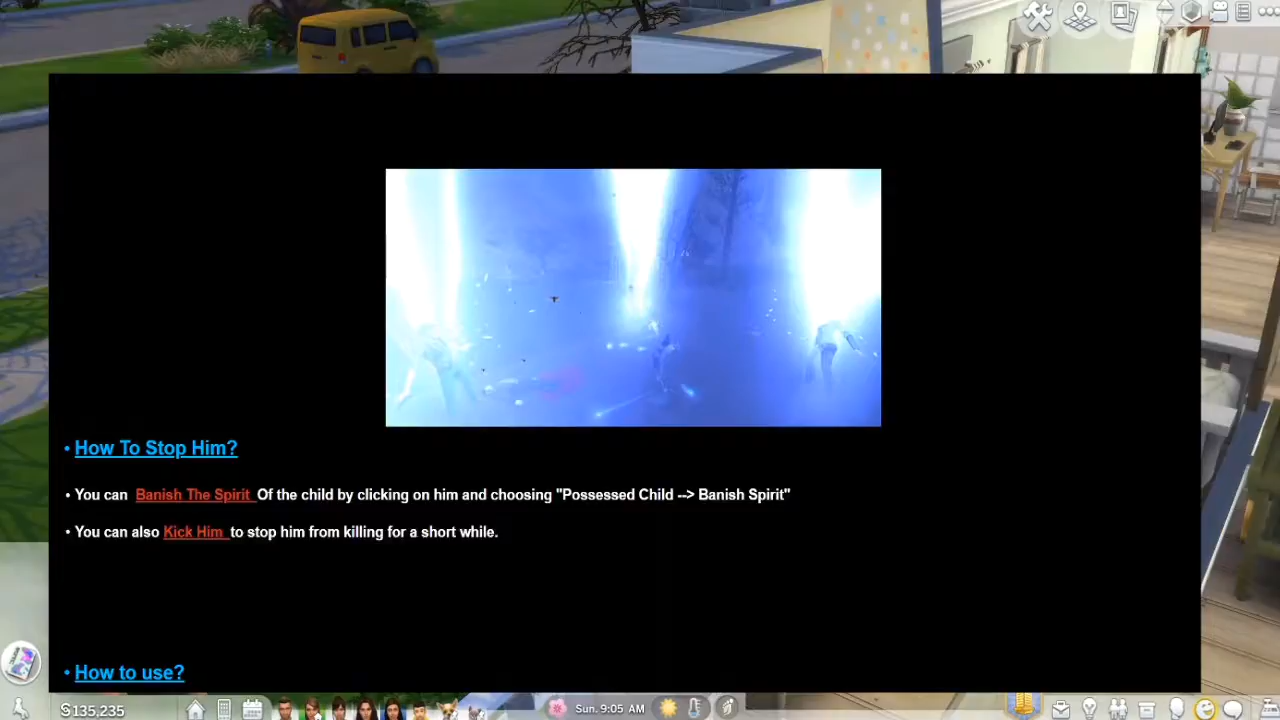 • How To Stop Him?
• You can Banish The Spirit Of the child by clicking on him and choosing "Possessed Child --> Banish Spirit"
• You can also Kick Him to stop him from killing for a short while.
• How to use?
§135,235
Sun. 9:05 AM